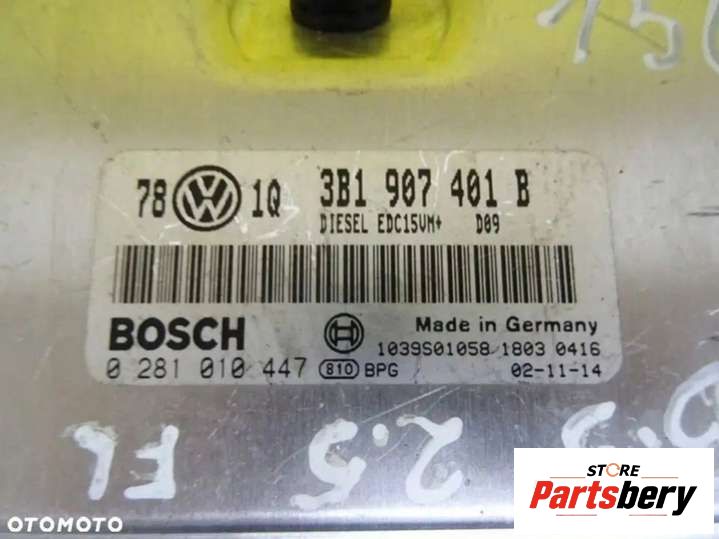 78 1Q 3B1 907 401 B
DIESEL EDC15VM+ D09
BOSCH
Made in Germany
1039S01058 1803 0416
0 281 010 447 810 BPG 02-11-14
2.5
FL
STORE
Partsbery
OTOMOTO